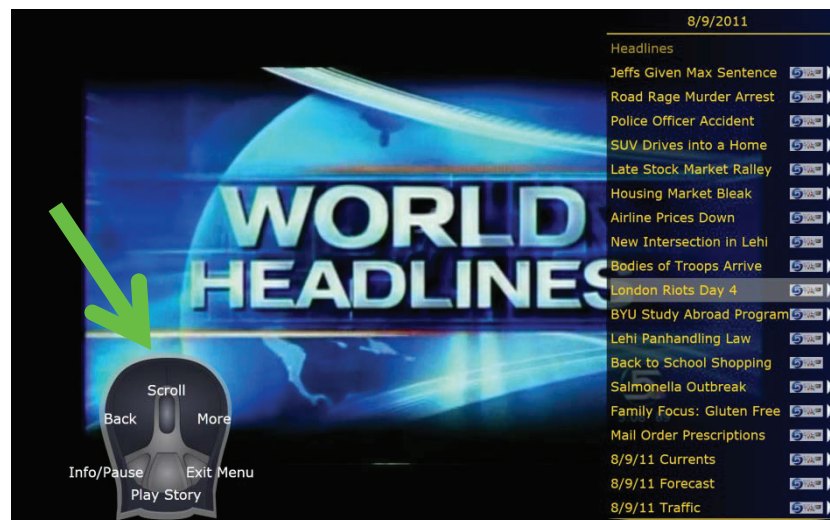 8/9/2011
Headlines
Jeffs Given Max Sentence
Road Rage Murder Arrest
Police Officer Accident
SUV Drives into a Home
Late Stock Market Ralley
Housing Market Bleak
Airline Prices Down
New Intersection in Lehi
Bodies of Troops Arrive
London Riots Day 4
BYU Study Abroad Program
Lehi Panhandling Law
Back to School Shopping
Salmonella Outbreak
Family Focus: Gluten Free
Mail Order Prescriptions
8/9/11 Currents
8/9/11 Forecast
8/9/11 Traffic
WORLD
HEADLINES
Scroll
Back More
Info/Pause Exit Menu
Play Story